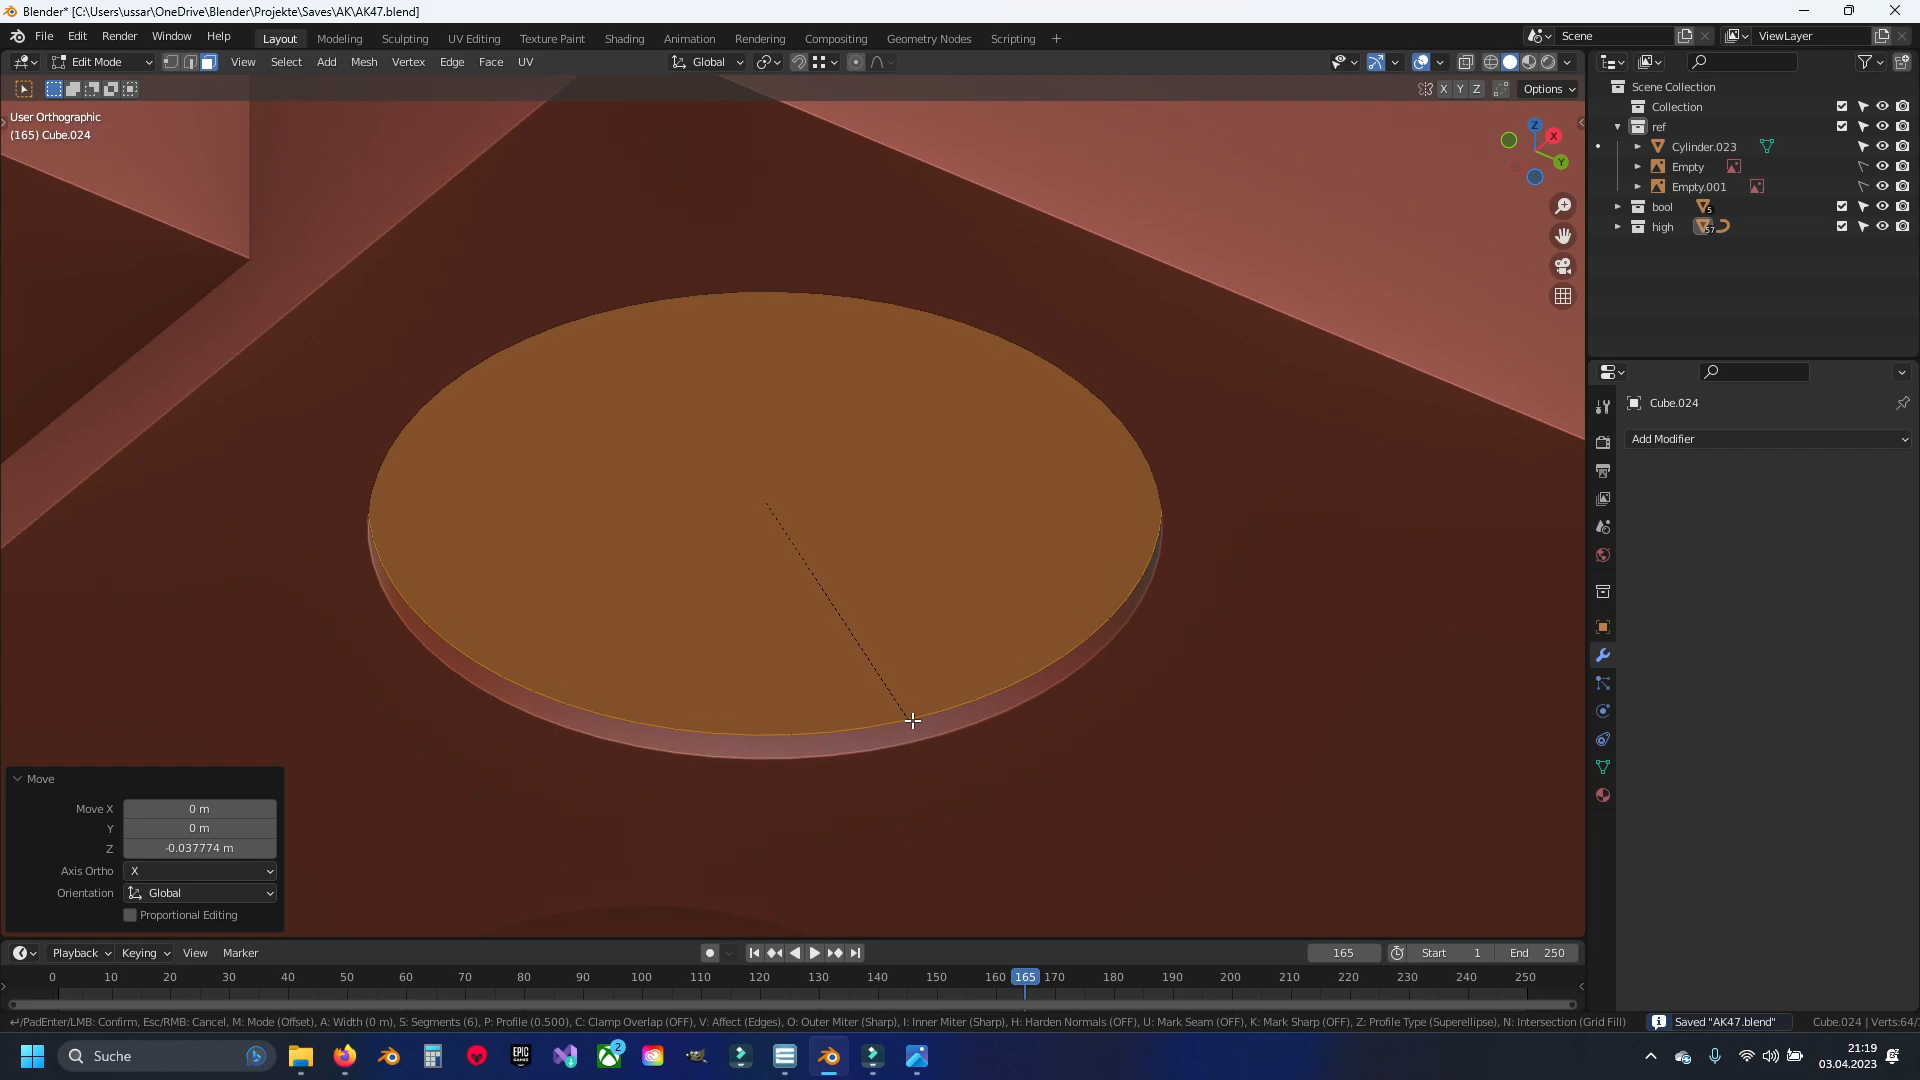 Blender* [C:\Users\ussar\OneDrive\Blender\Projekte\Saves\AK\AK47.blend]
File Edit Render Window Help Layout Modeling Sculpting UV Editing Texture Paint Shading Animation Rendering Compositing Geometry Nodes Scripting + Scene ViewLayer
Edit Mode View Select Add Mesh Vertex Edge Face UV Global
X Y Z Options
User Orthographic
(165) Cube.024
Z X Y
Scene Collection
Collection
ref
Cylinder.023
Empty
Empty.001
bool 5
high 57
Cube.024
Add Modifier
Move
Move X 0 m
Y 0 m
Z -0.037774 m
Axis Ortho X
Orientation Global
Proportional Editing
Playback Keying View Marker 165 Start 1 End 250
0 10 20 30 40 50 60 70 80 90 100 110 120 130 140 150 160 165 170 180 190 200 210 220 230 240 250
↵/PadEnter/LMB: Confirm, Esc/RMB: Cancel, M: Mode (Offset), A: Width (0 m), S: Segments (6), P: Profile (0.500), C: Clamp Overlap (OFF), V: Affect (Edges), O: Outer Miter (Sharp), I: Inner Miter (Sharp), H: Harden Normals (OFF), U: Mark Seam (OFF), K: Mark Sharp (OFF), Z: Profile Type (Superellipse), N: Intersection (Grid Fill) Saved "AK47.blend" Cube.024 | Verts:64/
Suche EPIC GAMES 2 21:19
03.04.2023